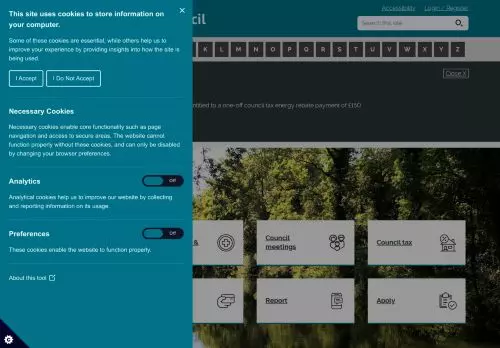 This site uses cookies to store information on
your computer.
Some of these cookies are essential, while others help us to
improve your experience by providing insights into how the site is
being used.
I Accept
I Do Not Accept
Necessary Cookies
Necessary cookies enable core functionality such as page
navigation and access to secure areas. The website cannot
function properly without these cookies, and can only be disabled
by changing your browser preferences.
Analytics
Off
Analytical cookies help us to improve our website by collecting
and reporting information on its usage.
Preferences
Off
These cookies enable the website to function properly.
About this tool
Accessibility
Login / Register
Search this site
K L M N O P Q R S T U V W X Y Z
Close X
to a one-off council tax energy rebate payment of £150
&
Council
meetings
Council tax
Report
Apply